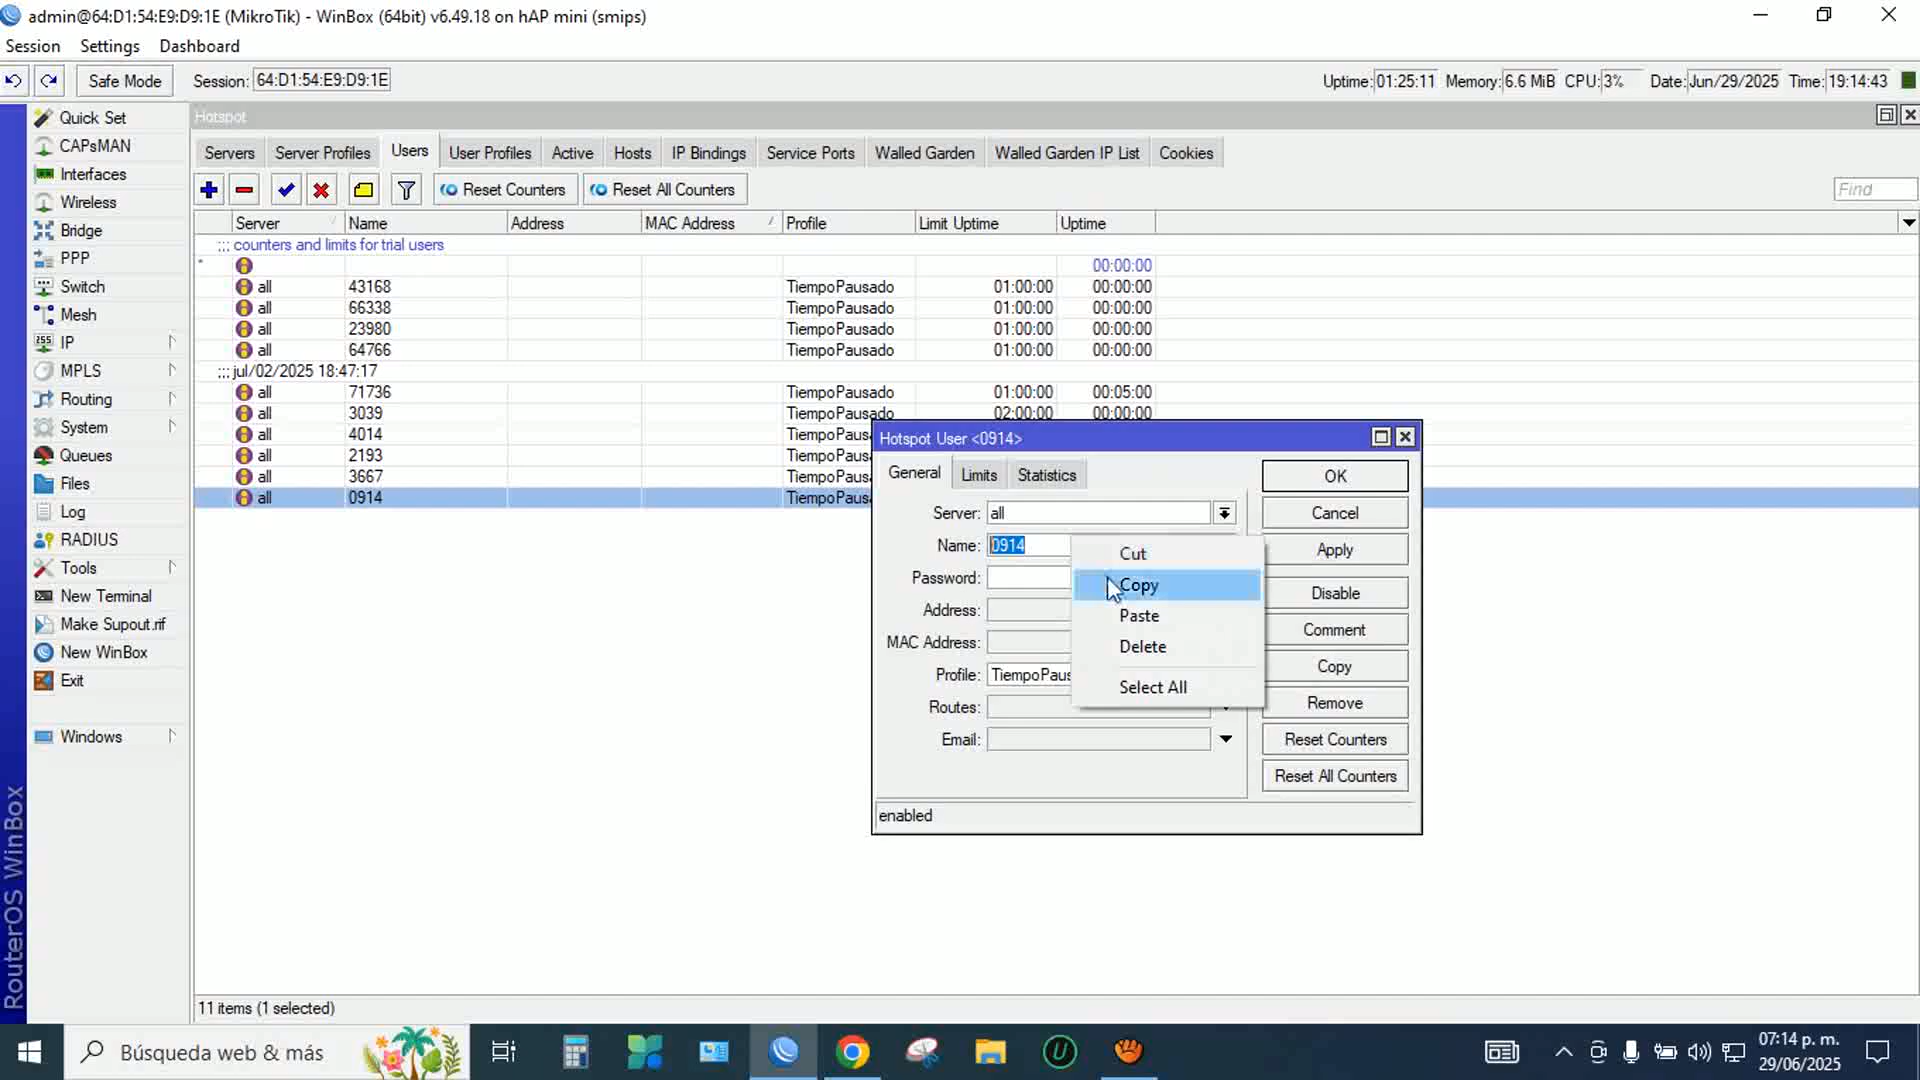 admin@64:D1:54:E9:D9:1E (MikroTik) - WinBox (64bit) v6.49.18 on hAP mini (smips)
Session Settings Dashboard
Safe Mode Session: 64:D1:54:E9:D9:1E Uptime: 01:25:11 Memory: 6.6 MiB CPU: 3% Date: Jun/29/2025 Time: 19:14:43
Quick Set
CAPsMAN
Interfaces
Wireless
Bridge
PPP
Switch
Mesh
255 IP
MPLS
Routing
System
Queues
Files
Log
RADIUS
Tools
New Terminal
Make Supout.rif
New WinBox
Exit
Windows
RouterOS WinBox
Hotspot
Servers Server Profiles Users User Profiles Active Hosts IP Bindings Service Ports Walled Garden Walled Garden IP List Cookies
Reset Counters Reset All Counters Find
Server Name Address MAC Address Profile Limit Uptime Uptime
;;; counters and limits for trial users
* 00:00:00
all 43168 TiempoPausado 01:00:00 00:00:00
all 66338 TiempoPausado 01:00:00 00:00:00
all 23980 TiempoPausado 01:00:00 00:00:00
all 64766 TiempoPausado 01:00:00 00:00:00
;;; jul/02/2025 18:47:17
all 71736 TiempoPausado 01:00:00 00:05:00
all 3039 TiempoPausado 02:00:00 00:00:00
all 4014 TiempoPausa
all 2193 TiempoPausa
all 3667 TiempoPausa
all 0914 TiempoPausa
11 items (1 selected)
Hotspot User <0914>
General Limits Statistics
Server: all
Name: 0914
Password:
Address:
MAC Address:
Profile: TiempoPaus
Routes:
Email:
enabled
OK
Cancel
Apply
Disable
Comment
Copy
Remove
Reset Counters
Reset All Counters
Cut
Copy
Paste
Delete
Select All
Búsqueda web & más
07:14 p. m.
29/06/2025